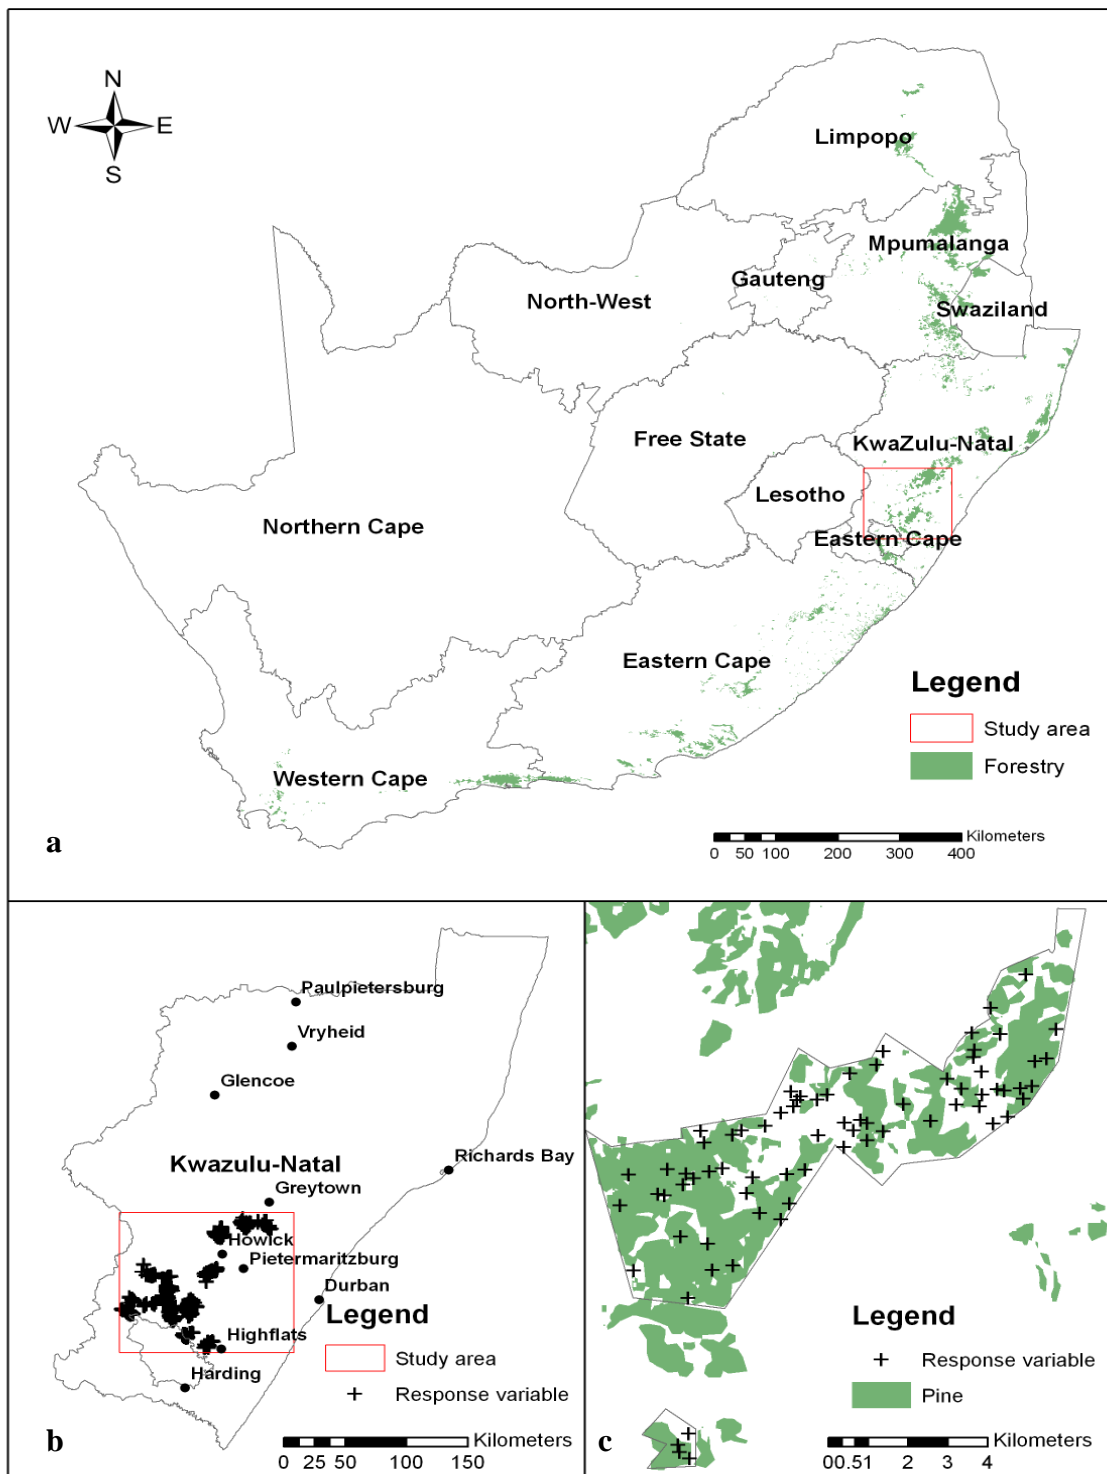 N
W E
S
Limpopo
Mpumalanga
Gauteng
North-West
Swaziland
Free State
KwaZulu-Natal
Lesotho
Northern Cape
Eastern Cape
Eastern Cape
Western Cape
Legend
Study area
Forestry
a
Kilometers
0 50 100 200 300 400
Paulpietersburg
Vryheid
Glencoe
Richards Bay
Kwazulu-Natal
Greytown
Howick
Pietermaritzburg
Durban
Highflats
Harding
Legend
Study area
Response variable
b
Kilometers
0 25 50 100 150
Legend
Response variable
Pine
c
Kilometers
00.51 2 3 4